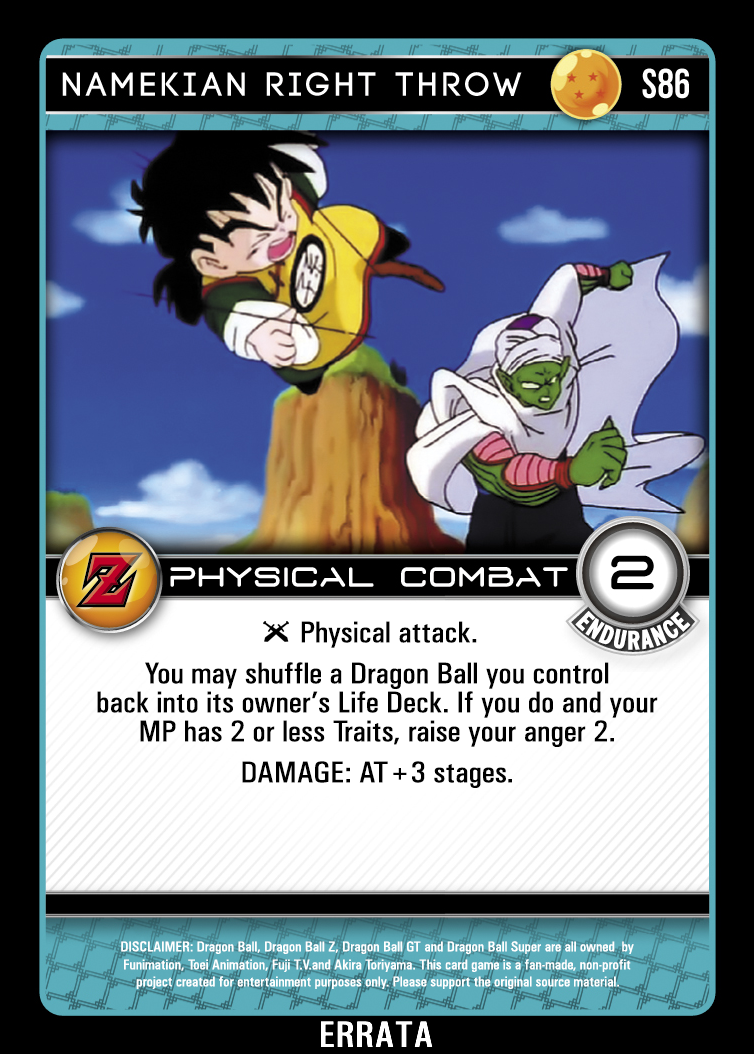 NAMEKIAN RIGHT THROW S86
Z PHYSICAL COMBAT 2
ENDURANCE
Physical attack.
You may shuffle a Dragon Ball you control
back into its owner's Life Deck. If you do and your
MP has 2 or less Traits, raise your anger 2.
DAMAGE: AT+3 stages.
DISCLAIMER: Dragon Ball, Dragon Ball Z, Dragon Ball GT and Dragon Ball Super are all owned by
Funimation, Toei Animation, Fuji T.V.and Akira Toriyama. This card game is a fan-made, non-profit
project created for entertainment purposes only. Please support the original source material.
ERRATA